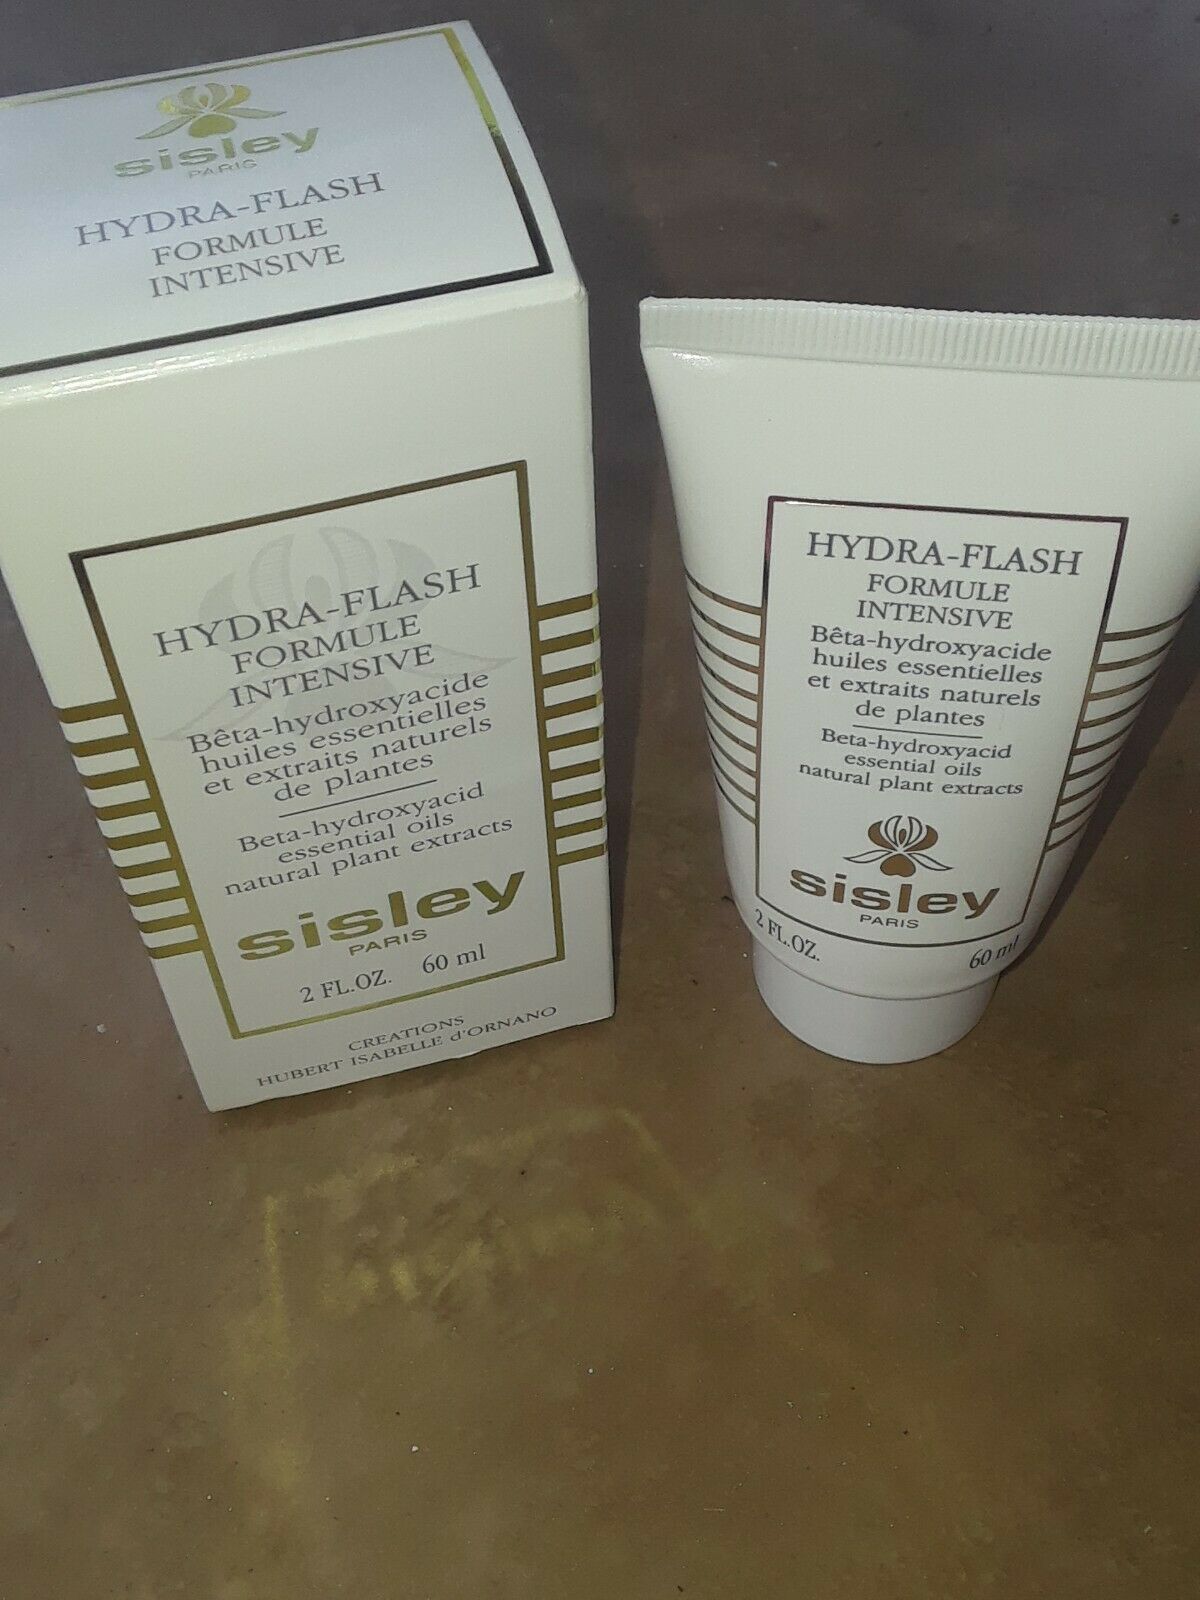 sisley
PARIS
HYDRA-FLASH
FORMULE
INTENSIVE
HYDRA-FLASH
FORMULE
INTENSIVE
Bêta-hydroxyacide
huiles essentielles
et extraits naturels
de plantes
Beta-hydroxyacid
essential oils
natural plant extracts
sisley
PARIS
2 FL.OZ. 60 ml
CREATIONS
HUBERT ISABELLE d'ORNANO
HYDRA-FLASH
FORMULE
INTENSIVE
Bêta-hydroxyacide
huiles essentielles
et extraits naturels
de plantes
Beta-hydroxyacid
essential oils
natural plant extracts
sisley
PARIS
2 FL.OZ. 60 ml